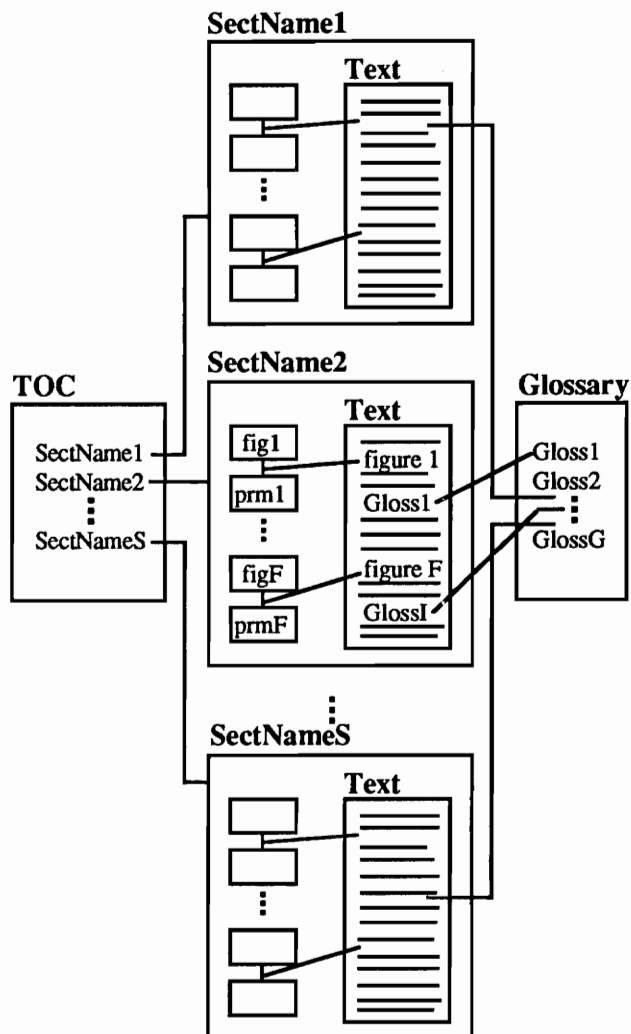 SectName1
Text
TOC
SectName1
SectName2
SectNameS
SectName2
Text
fig1
figure 1
prm1
Gloss1
figF
figure F
prmF
GlossI
Glossary
Gloss1
Gloss2
GlossG
SectNameS
Text